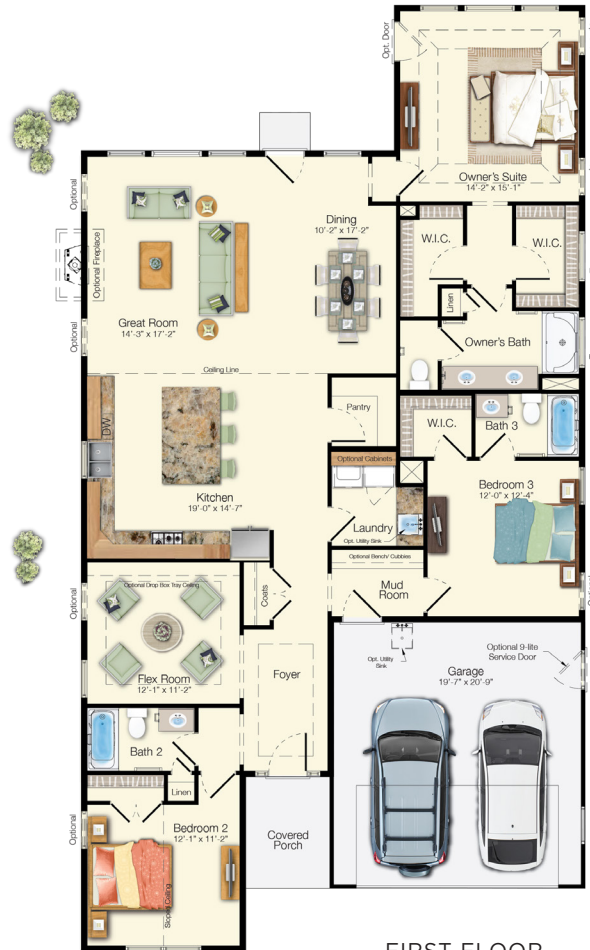 Opt. Door
Owner's Suite
14'-2" x 15'-1"
Optional
Dining
10'-2" x 17'-2"
W.I.C.
W.I.C.
Optional Fireplace
Linen
Great Room
14'-3" x 17'-2"
Optional
Owner's Bath
Ceiling Line
Pantry
W.I.C.
Bath 3
DW
Optional Cabinets
Kitchen
19'-0" x 14'-7"
Bedroom 3
12'-0" x 12'-4"
Laundry
Opt. Utility Sink
Optional Bench/ Cubbies
Optional Drop Box Tray Ceiling
Coats
Mud
Room
Optional
Optional
Flex Room
12'-1" x 11'-2"
Foyer
Opt. Utility
Sink
Optional 9-lite
Service Door
Garage
19'-7" x 20'-9"
Bath 2
Linen
Optional
Bedroom 2
12'-1" x 11'-2"
Covered
Porch
Sloped Ceiling
FIRST FLOOR